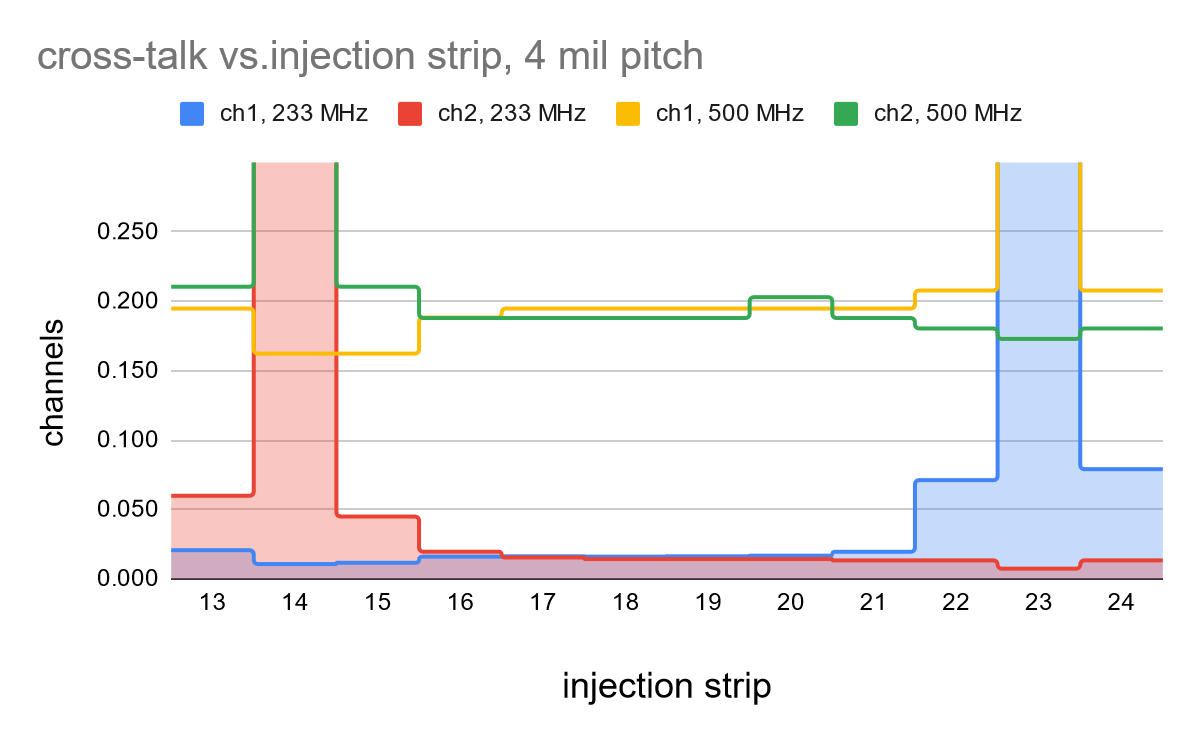 cross-talk vs.injection strip, 4 mil pitch
ch1, 233 MHz ch2, 233 MHz ch1, 500 MHz ch2, 500 MHz
channels
0.250
0.200
0.150
0.100
0.050
0.000
13 14 15 16 17 18 19 20 21 22 23 24
injection strip